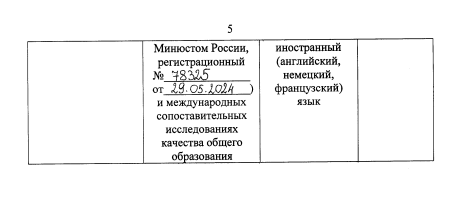 5
Минюстом России,
регистрационный
№ 78325
от 29.05.2024)
и международных
сопоставительных
исследованиях
качества общего
образования
иностранный
(английский,
немецкий,
французский)
язык